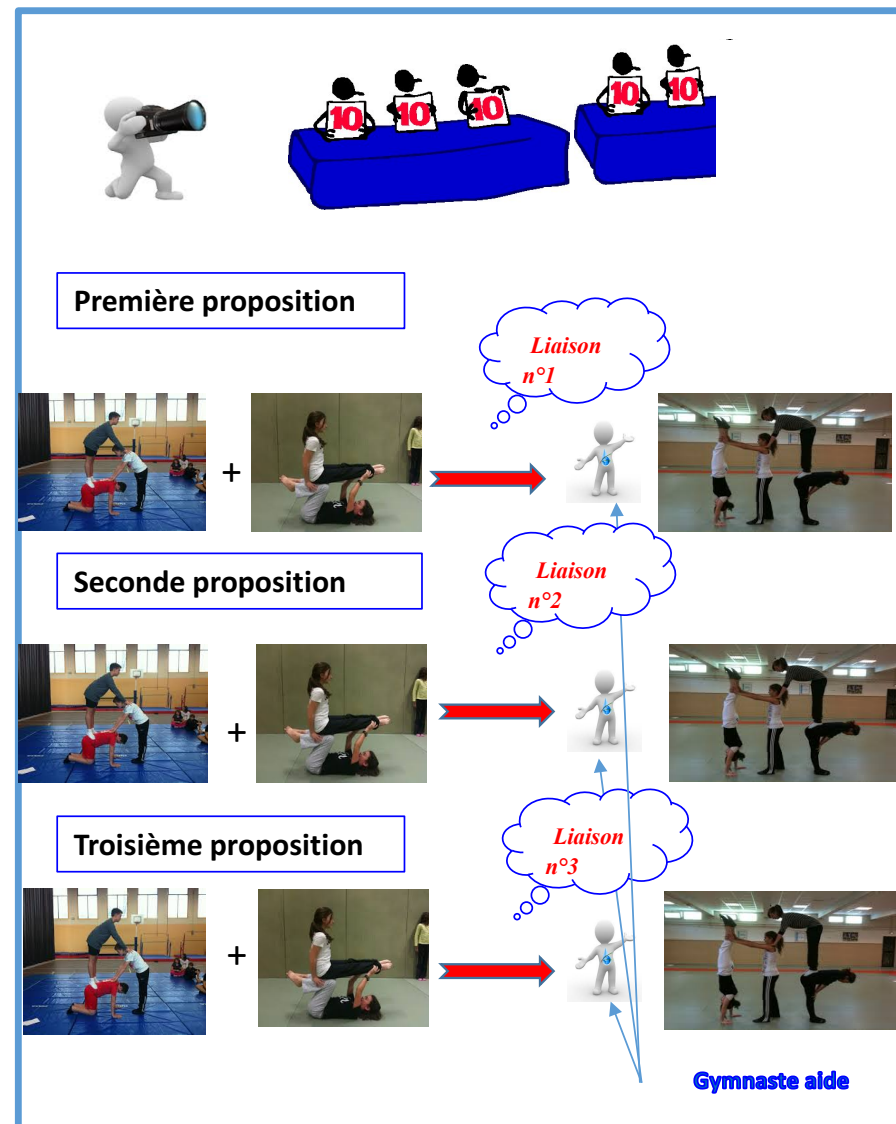 10 10 10 10 10
Première proposition
Liaison
n°1
+
Seconde proposition
Liaison
n°2
+
Troisième proposition
Liaison
n°3
+
Gymnaste aide